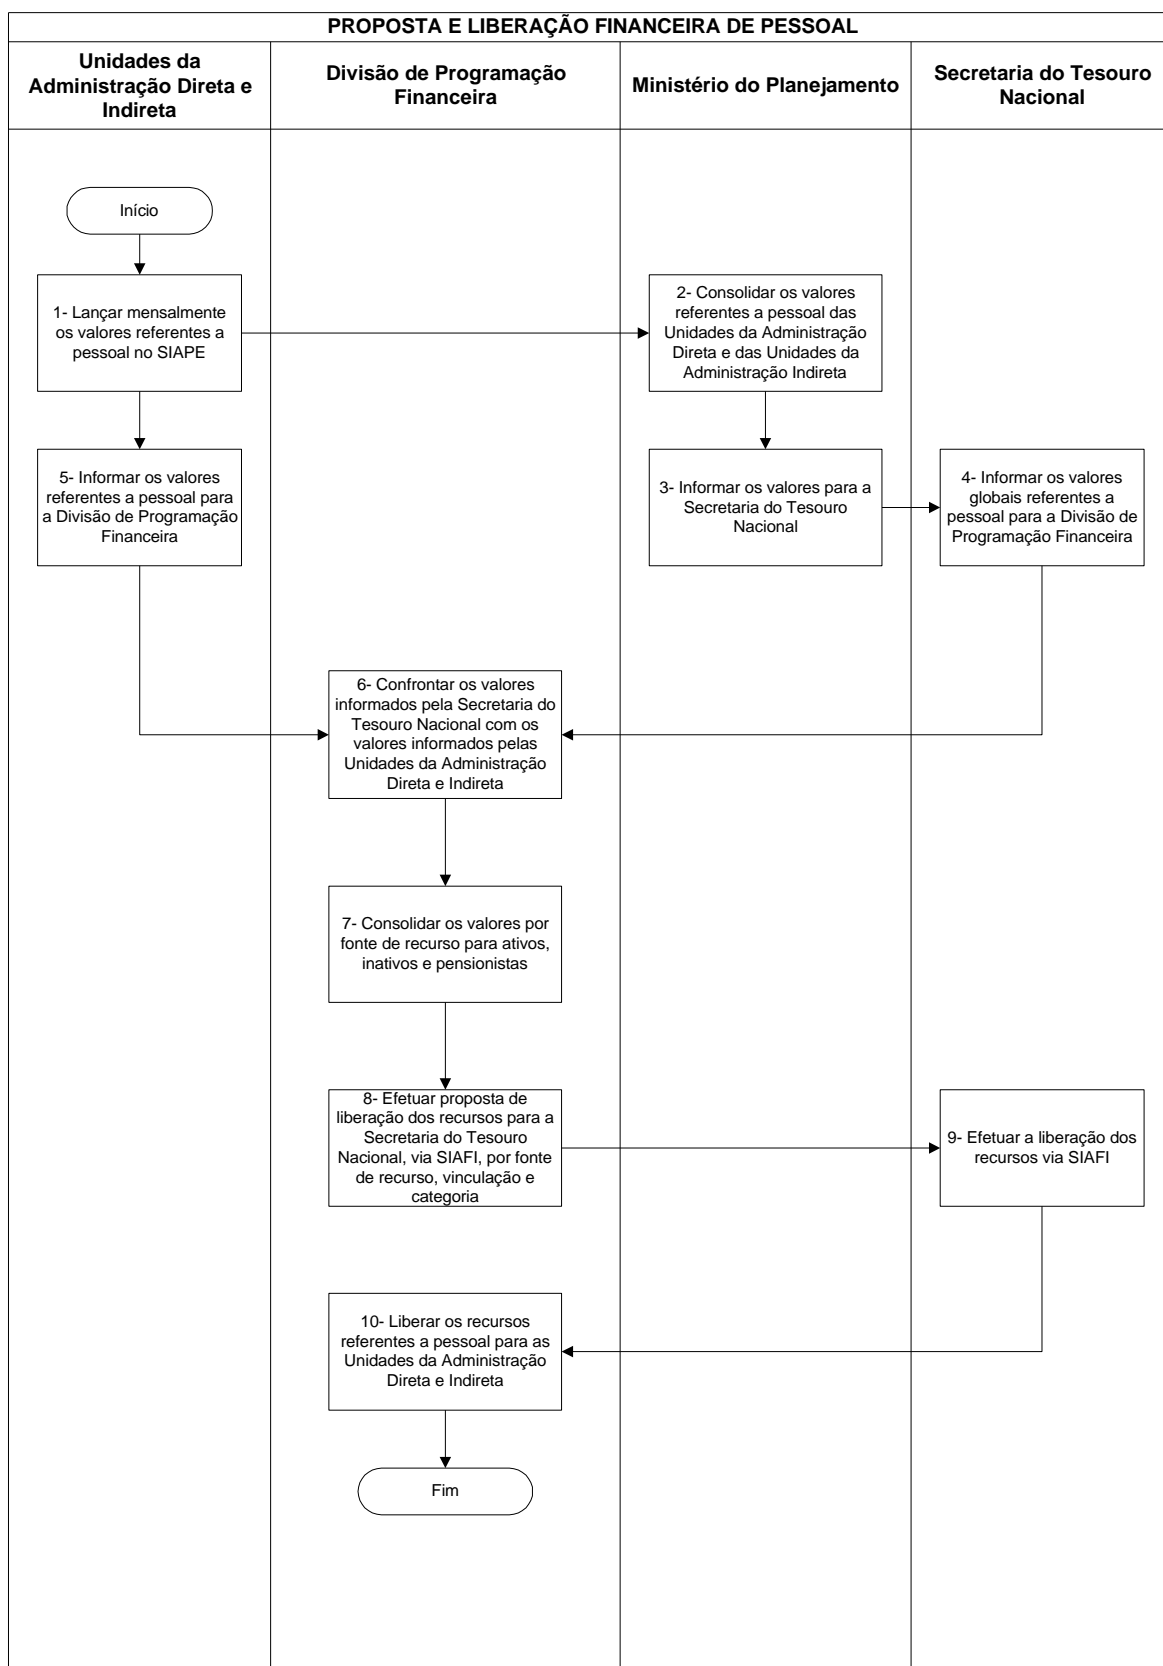 PROPOSTA E LIBERAÇÃO FINANCEIRA DE PESSOAL
Unidades da
Administração Direta e
Indireta
Divisão de Programação
Financeira
Ministério do Planejamento
Secretaria do Tesouro
Nacional
Início
1- Lançar mensalmente
os valores referentes a
pessoal no SIAPE
2- Consolidar os valores
referentes a pessoal das
Unidades da Administração
Direta e das Unidades da
Administração Indireta
5- Informar os valores
referentes a pessoal para
a Divisão de Programação
Financeira
3- Informar os valores para a
Secretaria do Tesouro
Nacional
4- Informar os valores
globais referentes a
pessoal para a Divisão de
Programação Financeira
6- Confrontar os valores
informados pela Secretaria do
Tesouro Nacional com os
valores informados pelas
Unidades da Administração
Direta e Indireta
7- Consolidar os valores por
fonte de recurso para ativos,
inativos e pensionistas
8- Efetuar proposta de
liberação dos recursos para a
Secretaria do Tesouro
Nacional, via SIAFI, por fonte
de recurso, vinculação e
categoria
9- Efetuar a liberação dos
recursos via SIAFI
10- Liberar os recursos
referentes a pessoal para as
Unidades da Administração
Direta e Indireta
Fim